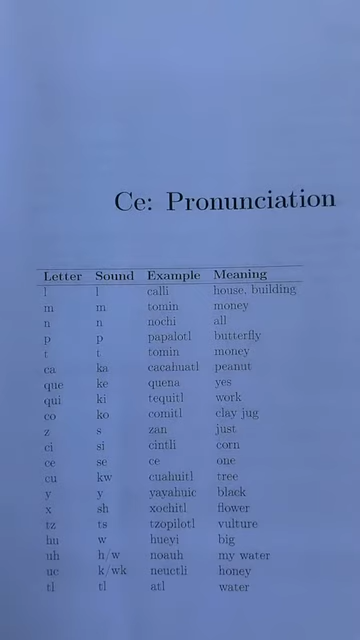 Ce: Pronunciation
Letter Sound Example Meaning
l l calli house, building
m m tomin money
n n nochi all
p p papalotl butterfly
t t tomin money
ca ka cacahuatl peanut
que ke quena yes
qui ki tequitl work
co ko comitl clay jug
z s zan just
ci si cintli corn
ce se ce one
cu kw cuahuitl tree
y y yayahuic black
x sh xochitl flower
tz ts tzopilotl vulture
hu w hueyi big
uh h/w noauh my water
uc k/wk neuctli honey
tl tl atl water